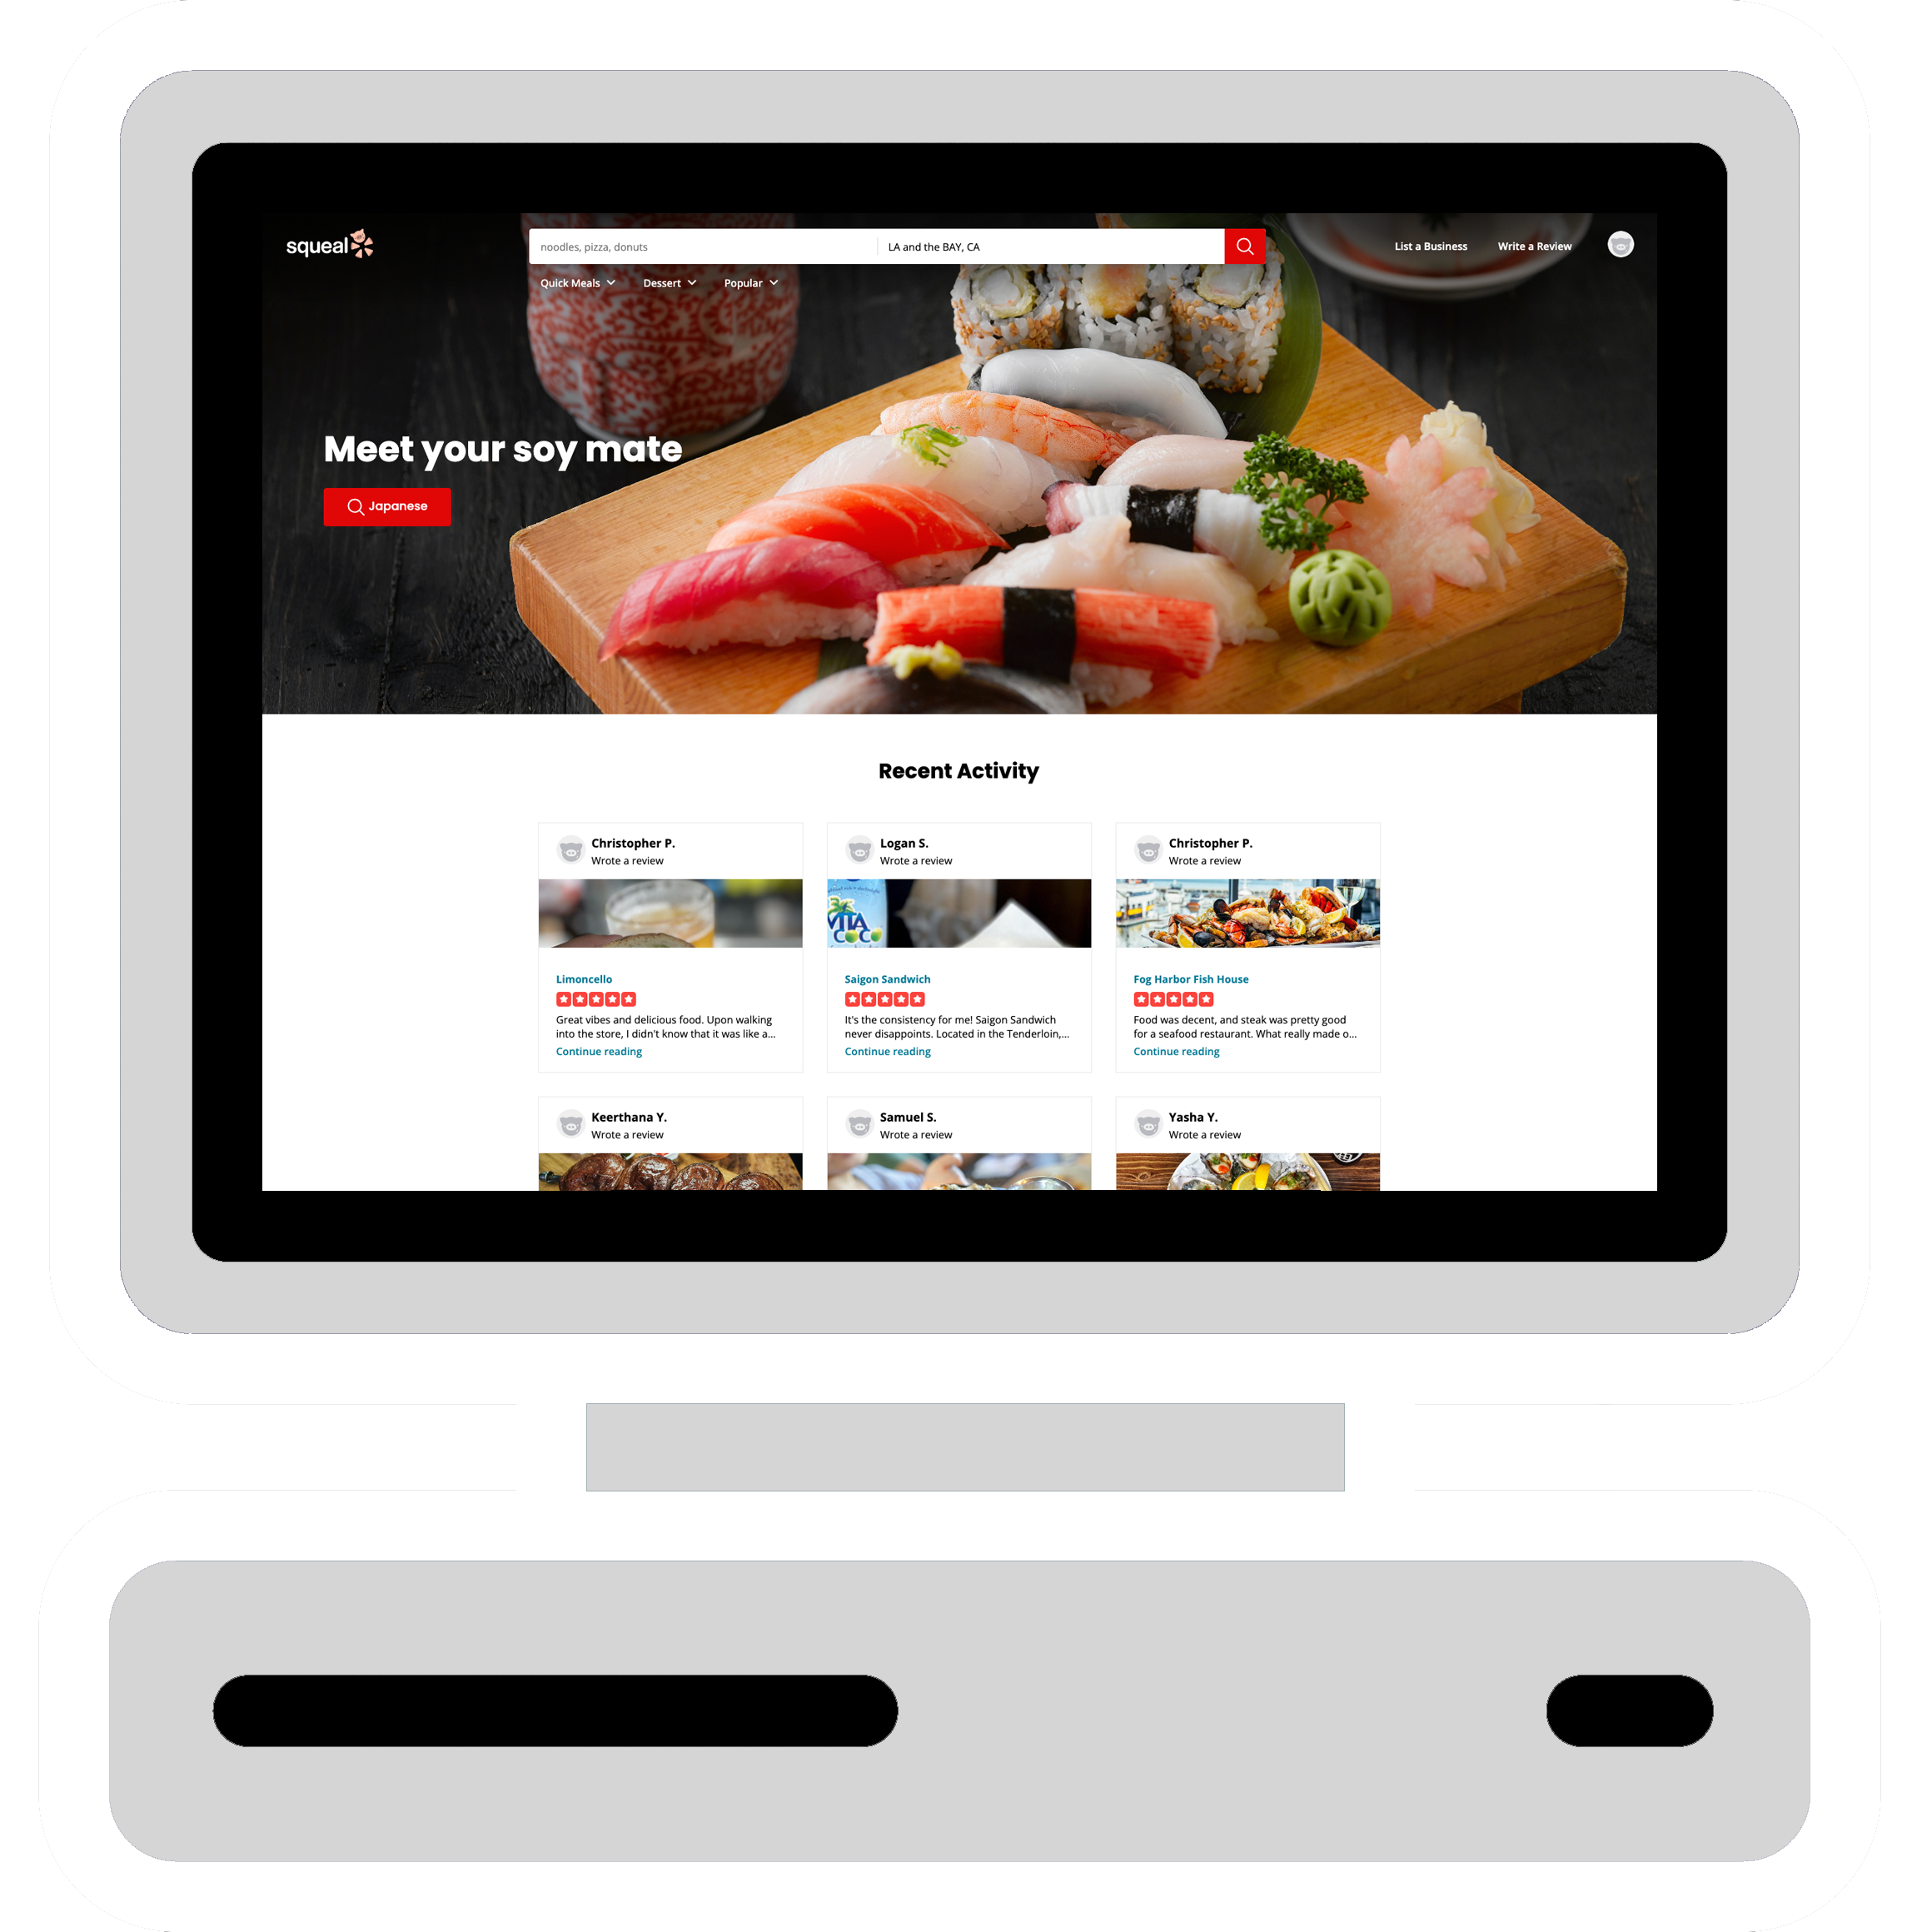 squeal
noodles, pizza, donuts
LA and the BAY, CA
List a Business
Write a Review
Quick Meals
Dessert
Popular
Meet your soy mate
Japanese
Recent Activity
Christopher P.
Wrote a review
Limoncello
Great vibes and delicious food. Upon walking
into the store, I didn't know that it was like a...
Continue reading
Logan S.
Wrote a review
VITA
COCO
Saigon Sandwich
It's the consistency for me! Saigon Sandwich
never disappoints. Located in the Tenderloin,...
Continue reading
Christopher P.
Wrote a review
Fog Harbor Fish House
Food was decent, and steak was pretty good
for a seafood restaurant. What really made o...
Continue reading
Keerthana Y.
Wrote a review
Samuel S.
Wrote a review
Yasha Y.
Wrote a review